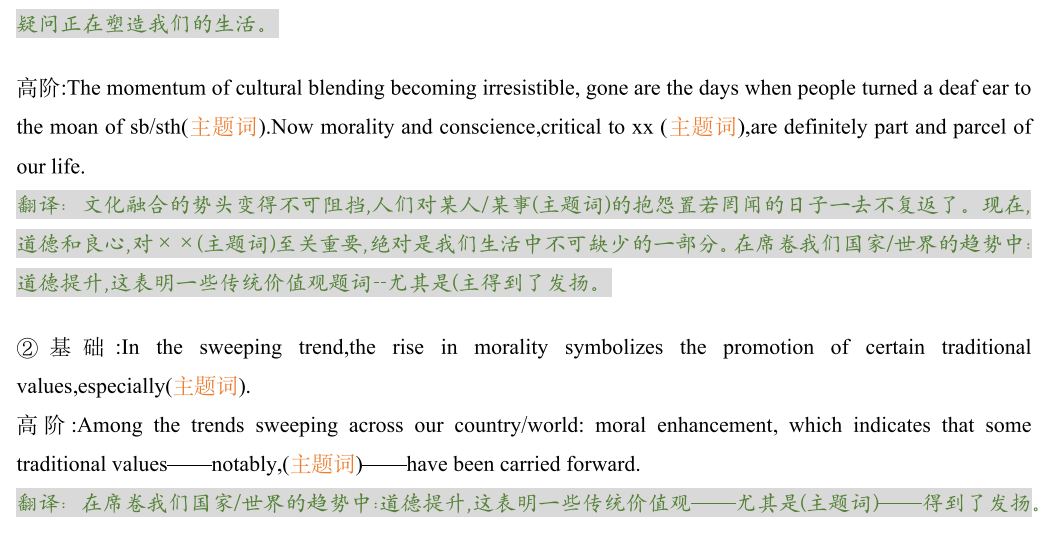 疑问正在塑造我们的生活。
高阶:The momentum of cultural blending becoming irresistible, gone are the days when people turned a deaf ear to
the moan of sb/sth(主题词).Now morality and conscience,critical to xx (主题词),are definitely part and parcel of
our life.
翻译: 文化融合的势头变得不可阻挡,人们对某人/某事(主题词)的抱怨置若罔闻的日子一去不复返了。现在,
道德和良心,对××(主题词)至关重要,绝对是我们生活中不可缺少的一部分。在席卷我们国家/世界的趋势中:
道德提升,这表明一些传统价值观题词--尤其是(主得到了发扬。
② 基础:In the sweeping trend,the rise in morality symbolizes the promotion of certain traditional
values,especially(主题词).
高阶:Among the trends sweeping across our country/world: moral enhancement, which indicates that some
traditional values——notably,(主题词)——have been carried forward.
翻译: 在席卷我们国家/世界的趋势中:道德提升,这表明一些传统价值观——尤其是(主题词)——得到了发扬。